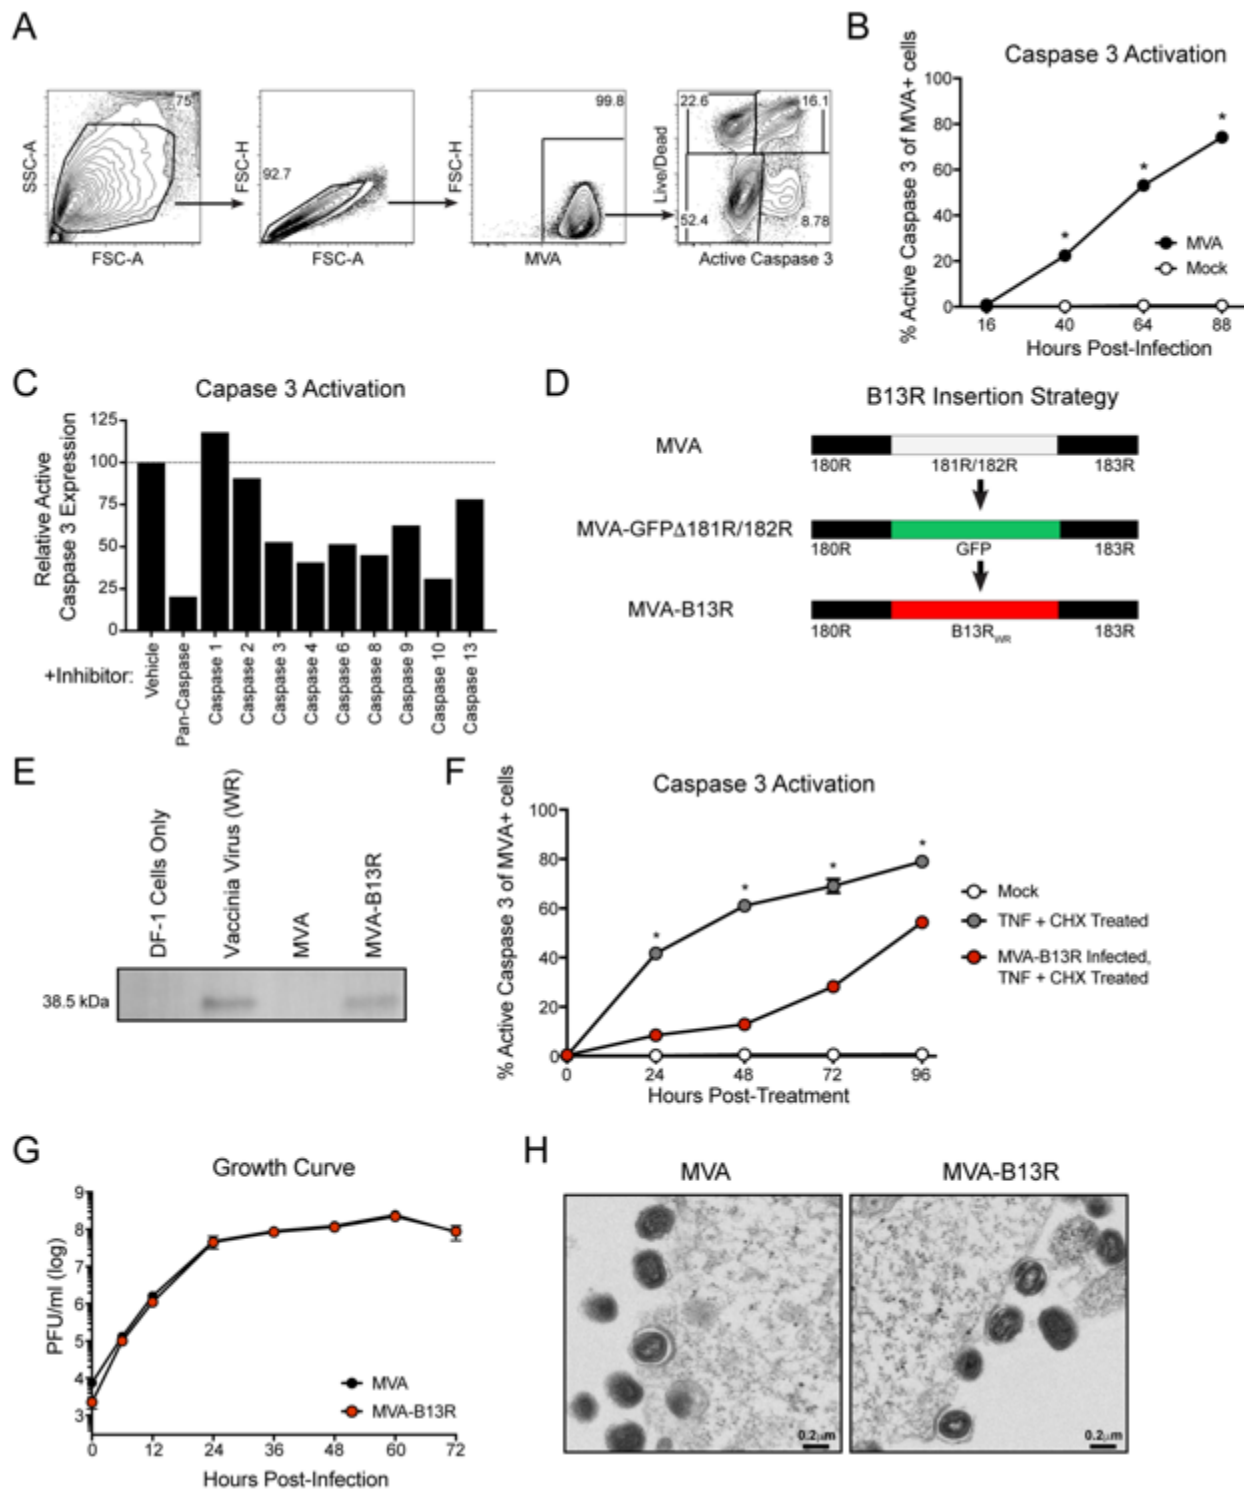 A
SSC-A
75
FSC-A
FSC-H
92.7
FSC-A
FSC-H
99.8
MVA
Live/Dead
22.6
16.1
52.4
8.78
Active Caspase 3
B
Caspase 3 Activation
% Active Caspase 3 of MVA+ cells
100
80
60
40
20
0
*
*
*
MVA
Mock
16
40
64
88
Hours Post-Infection
C
Capase 3 Activation
Relative Active
Caspase 3 Expression
125
100
75
50
25
0
+Inhibitor:
Vehicle
Pan-Caspase
Caspase 1
Caspase 2
Caspase 3
Caspase 4
Caspase 6
Caspase 8
Caspase 9
Caspase 10
Caspase 13
D
B13R Insertion Strategy
MVA
180R
181R/182R
183R
MVA-GFPΔ181R/182R
180R
GFP
183R
MVA-B13R
180R
B13RWR
183R
E
DF-1 Cells Only
Vaccinia Virus (WR)
MVA
MVA-B13R
38.5 kDa
F
Caspase 3 Activation
% Active Caspase 3 of MVA+ cells
100
80
60
40
20
0
*
*
*
*
0
24
48
72
96
Hours Post-Treatment
Mock
TNF + CHX Treated
MVA-B13R Infected,
TNF + CHX Treated
G
Growth Curve
PFU/ml (log)
9
8
7
6
5
4
3
MVA
MVA-B13R
0
12
24
36
48
60
72
Hours Post-Infection
H
MVA
MVA-B13R
0.2μm
0.2μm